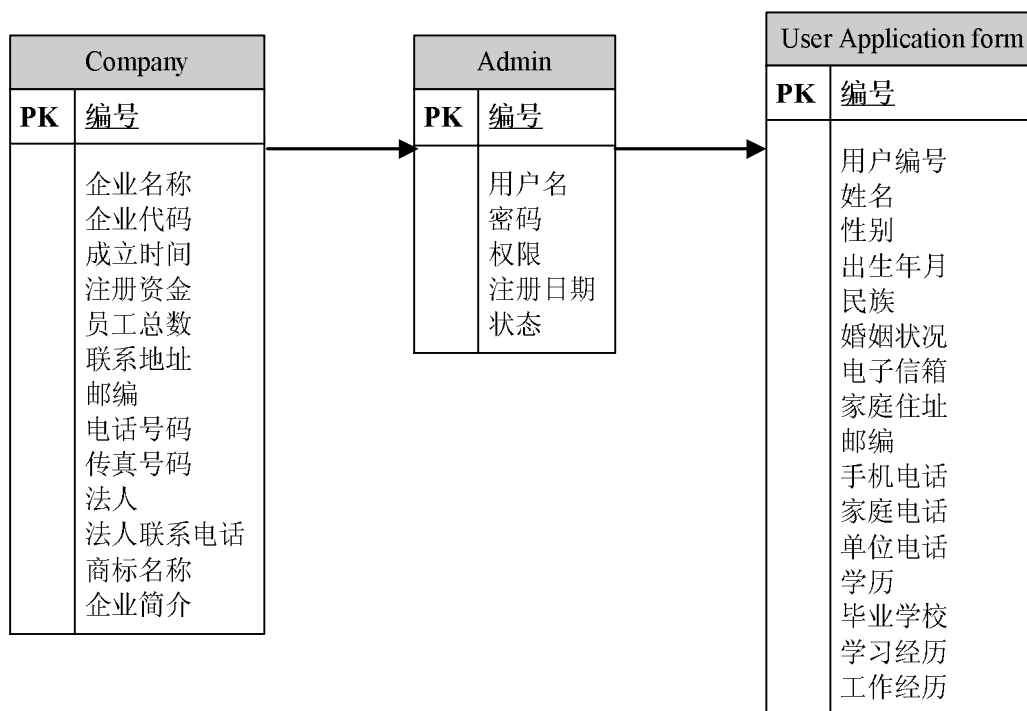 Company
PK 编号
企业名称
企业代码
成立时间
注册资金
员工总数
联系地址
邮编
电话号码
传真号码
法人
法人联系电话
商标名称
企业简介
Admin
PK 编号
用户名
密码
权限
注册日期
状态
User Application form
PK 编号
用户编号
姓名
性别
出生年月
民族
婚姻状况
电子信箱
家庭住址
邮编
手机电话
家庭电话
单位电话
学历
毕业学校
学习经历
工作经历